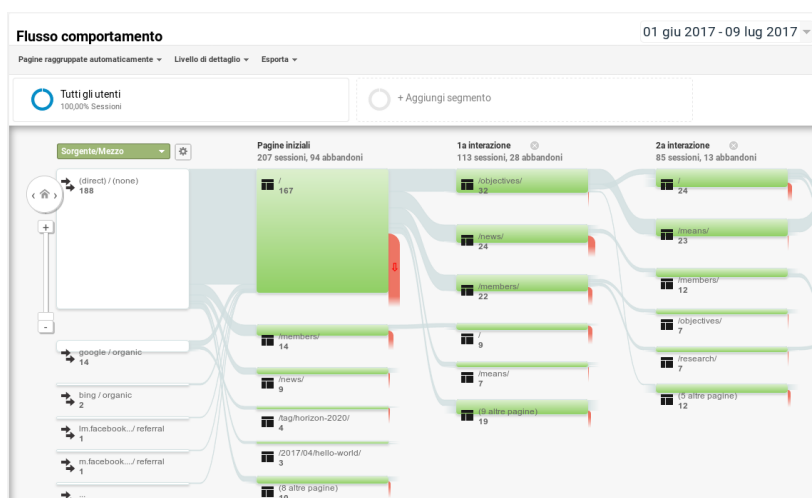 Flusso comportamento
01 giu 2017 - 09 lug 2017
Pagine raggruppate automaticamente
Livello di dettaglio
Esporta
Tutti gli utenti
100,00% Sessioni
+ Aggiungi segmento
Sorgente/Mezzo
Pagine iniziali
207 sessioni, 94 abbandoni
1a interazione
113 sessioni, 28 abbandoni
2a interazione
85 sessioni, 13 abbandoni
(direct) / (none)
188
google / organic
14
bing / organic
2
lm.facebook.../ referral
1
m.facebook..../ referral
1
...
/
167
/members/
14
/news/
9
/tag/horizon-2020/
4
/2017/04/hello-world/
3
(8 altre pagine)
10
/objectives/
32
/news/
24
/members/
22
/
9
/means/
7
(9 altre pagine)
19
/
24
/means/
23
/members/
12
/objectives/
7
/research/
7
(5 altre pagine)
12